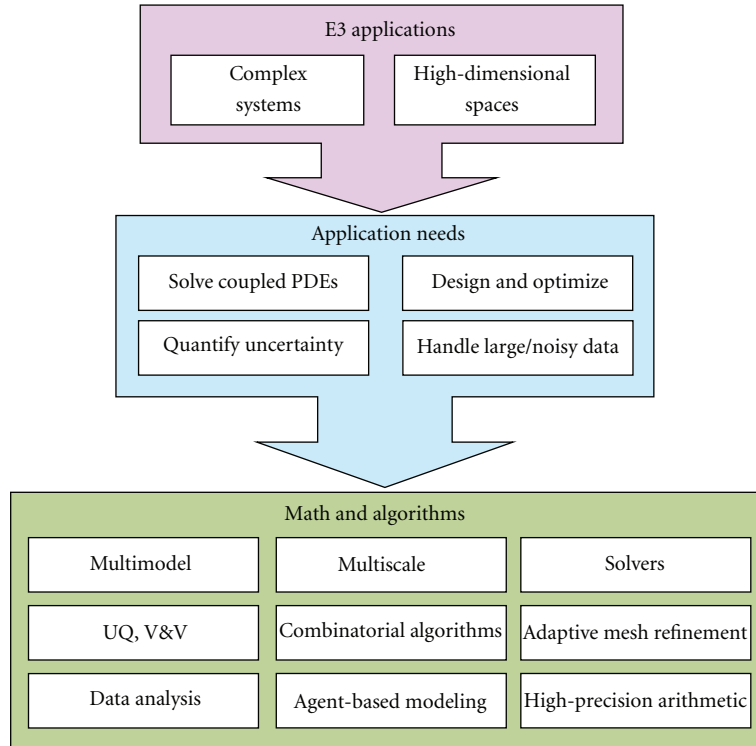 E3 applications
Complex
systems
High-dimensional
spaces
Application needs
Solve coupled PDEs
Design and optimize
Quantify uncertainty
Handle large/noisy data
Math and algorithms
Multimodel
Multiscale
Solvers
UQ, V&V
Combinatorial algorithms
Adaptive mesh refinement
Data analysis
Agent-based modeling
High-precision arithmetic